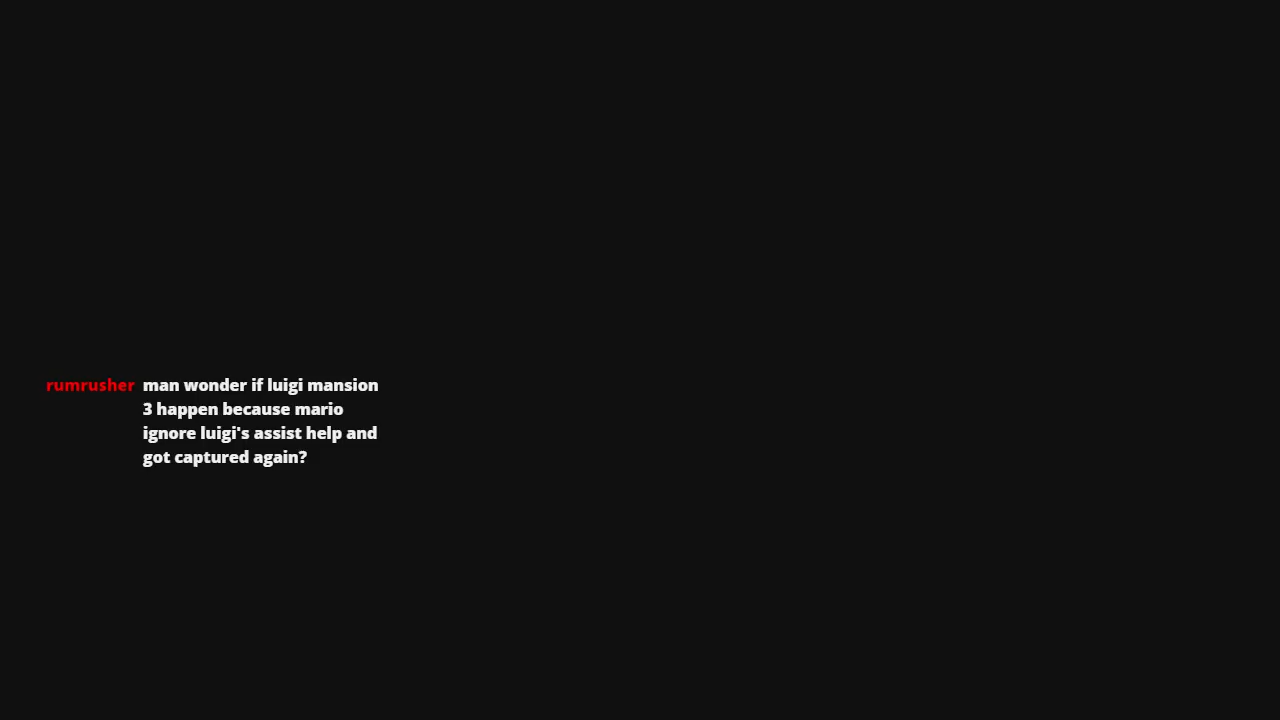 rumrusher man wonder if luigi mansion
3 happen because mario
ignore luigi's assist help and
got captured again?